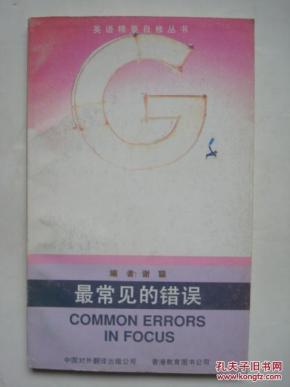 英语精要自修丛书
G
编者：谢聪
最常见的错误
COMMON ERRORS
IN FOCUS
中国对外翻译出版公司 香港教育图书公司
孔夫子旧书网